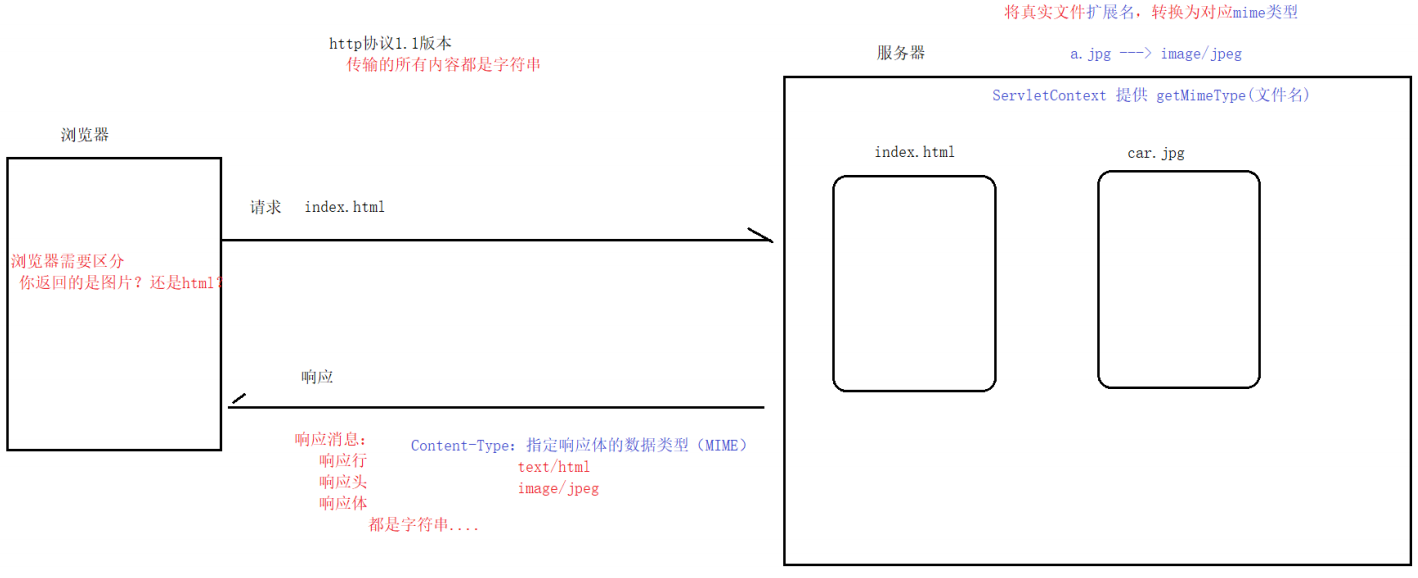 将真实文件扩展名，转换为对应mime类型
http协议1.1版本
传输的所有内容都是字符串
服务器
a.jpg ---> image/jpeg
ServletContext 提供 getMimeType(文件名)
浏览器
index.html
car.jpg
请求 index.html
浏览器需要区分
你返回的是图片？还是html？
响应
响应消息：
Content-Type：指定响应体的数据类型（MIME）
响应行
text/html
响应头
image/jpeg
响应体
都是字符串....